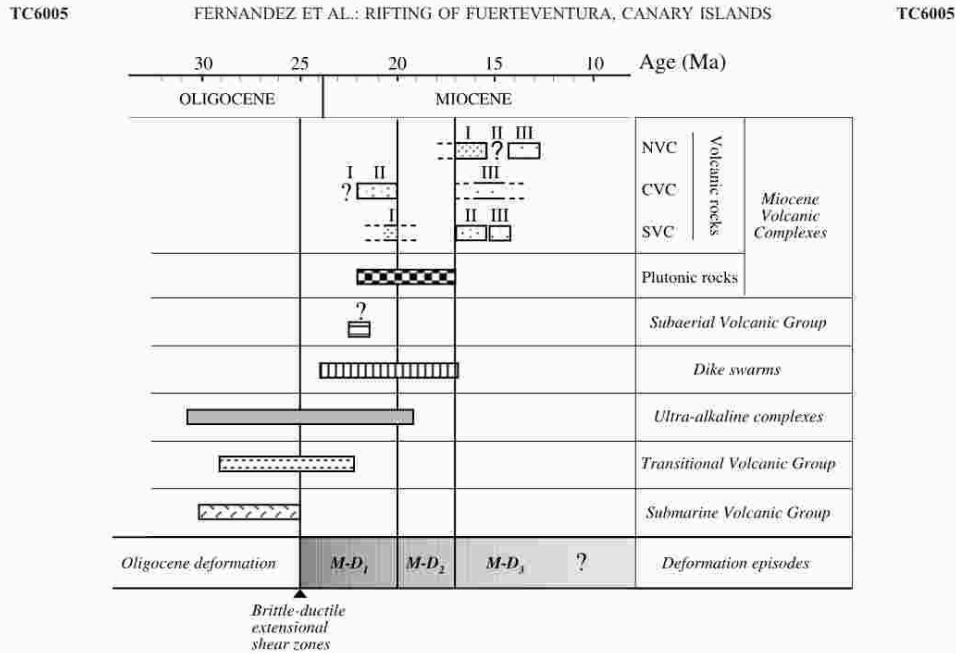 TC6005 FERNANDEZ ET AL.: RIFTING OF FUERTEVENTURA, CANARY ISLANDS TC6005
30 25 20 15 10 Age (Ma)
OLIGOCENE MIOCENE
I II III
? NVC
I II III
? CVC
I II III
SVC
Volcanic rocks
Miocene
Volcanic
Complexes
Plutonic rocks
?
Subaerial Volcanic Group
Dike swarms
Ultra-alkaline complexes
Transitional Volcanic Group
Submarine Volcanic Group
Oligocene deformation M-D1 M-D2 M-D3 ? Deformation episodes
Brittle-ductile
extensional
shear zones